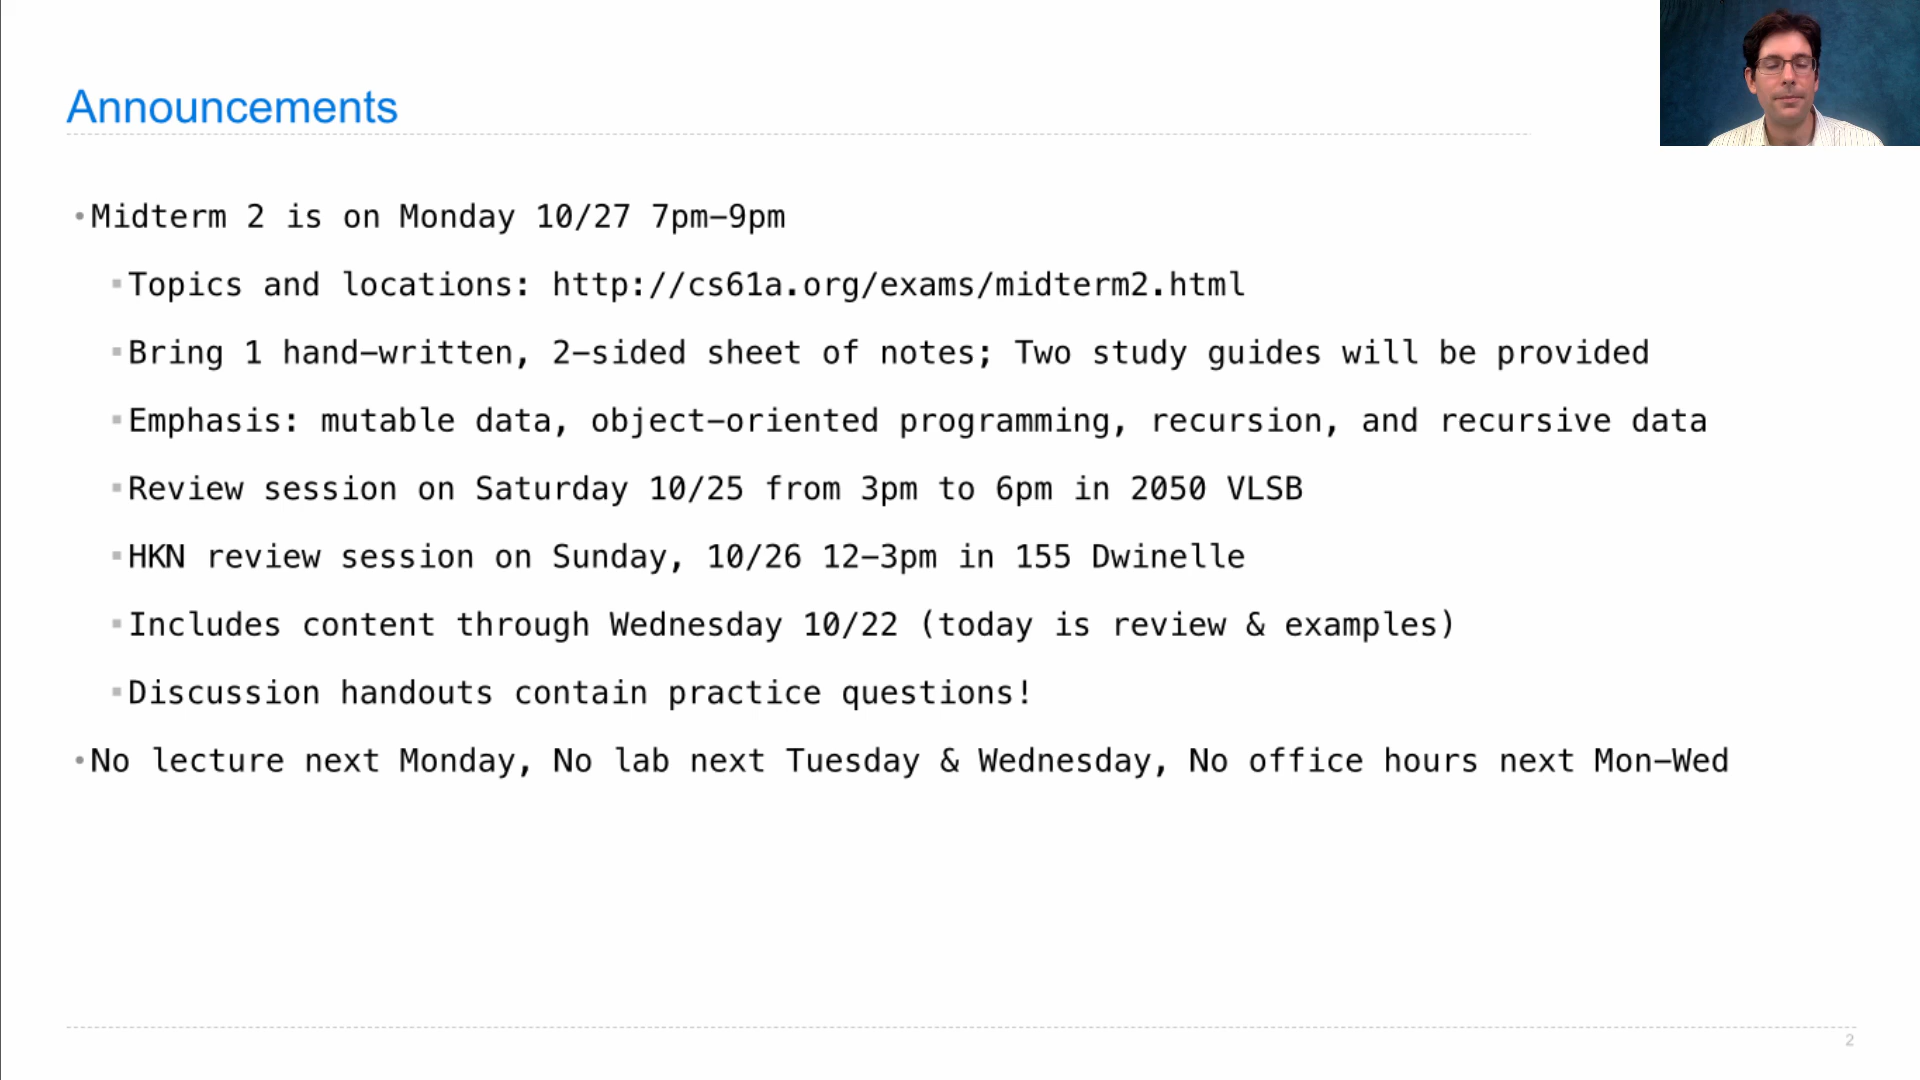 Announcements
•Midterm 2 is on Monday 10/27 7pm–9pm
▪Topics and locations: http://cs61a.org/exams/midterm2.html
▪Bring 1 hand–written, 2–sided sheet of notes; Two study guides will be provided
▪Emphasis: mutable data, object–oriented programming, recursion, and recursive data
▪Review session on Saturday 10/25 from 3pm to 6pm in 2050 VLSB
▪HKN review session on Sunday, 10/26 12–3pm in 155 Dwinelle
▪Includes content through Wednesday 10/22 (today is review & examples)
▪Discussion handouts contain practice questions!
•No lecture next Monday, No lab next Tuesday & Wednesday, No office hours next Mon–Wed
2